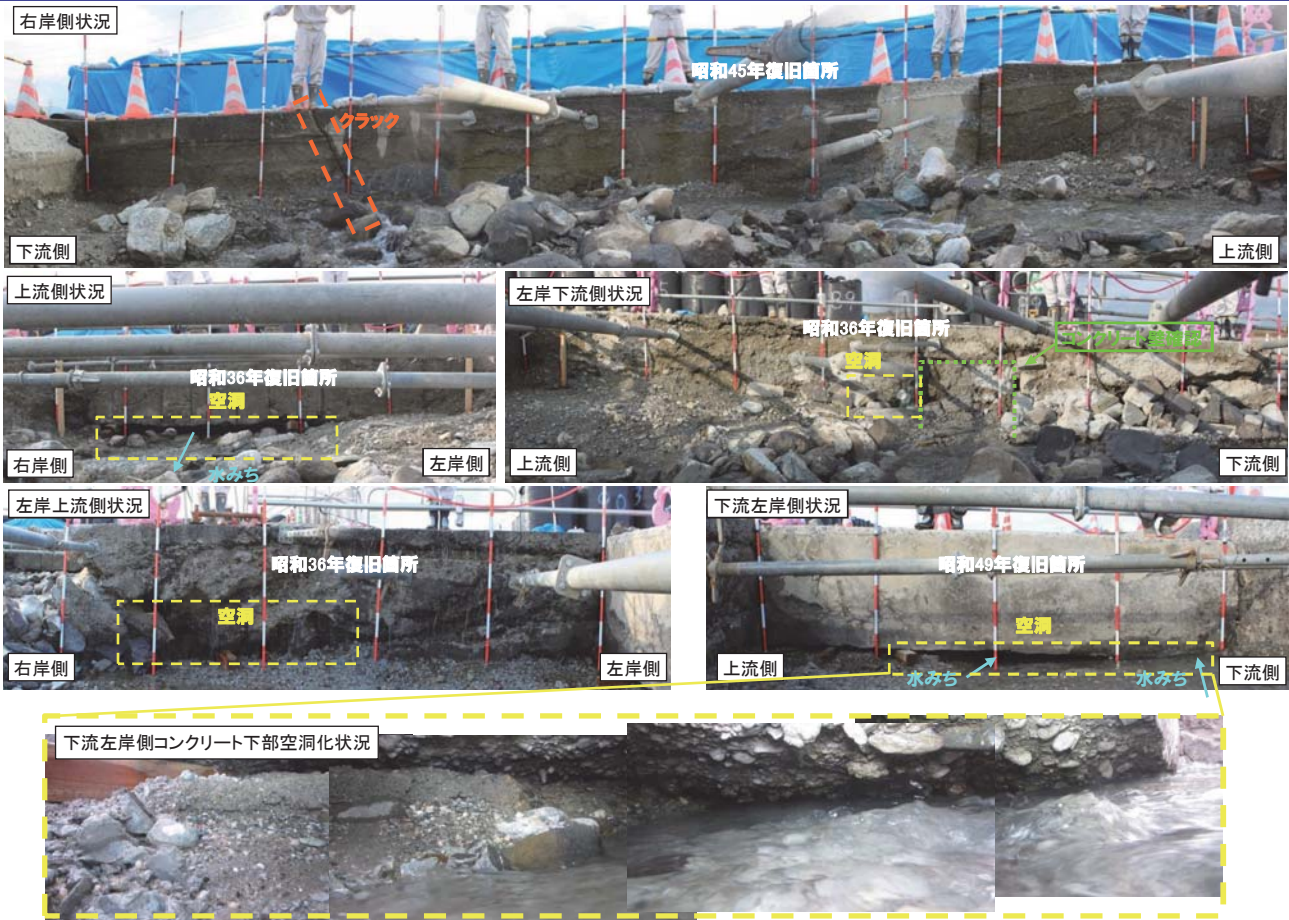 右岸側状況
昭和45年復旧箇所
クラック
下流側
上流側
上流側状況
昭和36年復旧箇所
空洞
右岸側
水みち
左岸側
左岸下流側状況
昭和36年復旧箇所
空洞
上流側
下流側
左岸上流側状況
昭和36年復旧箇所
空洞
右岸側
左岸側
下流左岸側状況
昭和49年復旧箇所
空洞
上流側
水みち
水みち
下流側
下流左岸側コンクリート下部空洞化状況